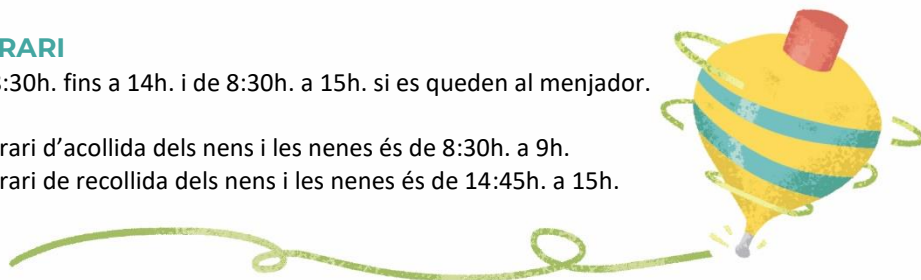 RARI
:30h. fins a 14h. i de 8:30h. a 15h. si es queden al menjador.
rari d’acollida dels nens i les nenes és de 8:30h. a 9h.
rari de recollida dels nens i les nenes és de 14:45h. a 15h.